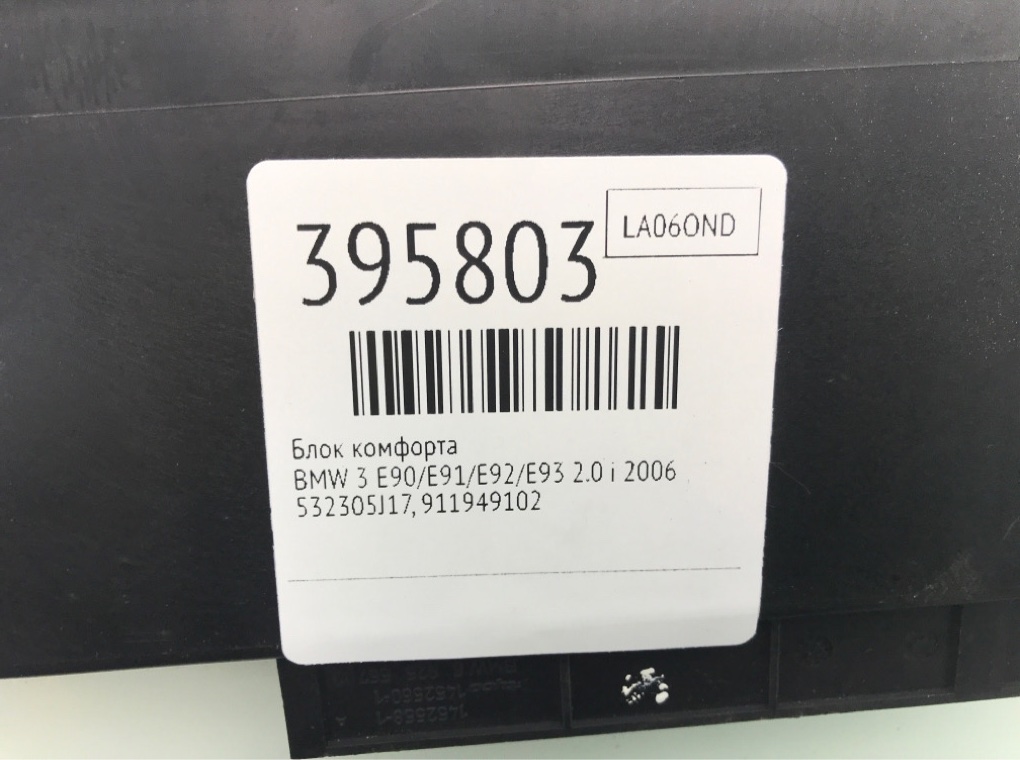 395803
LA06OND
Блок комфорта
BMW 3 E90/E91/E92/E93 2.0 i 2006
532305J17, 911949102